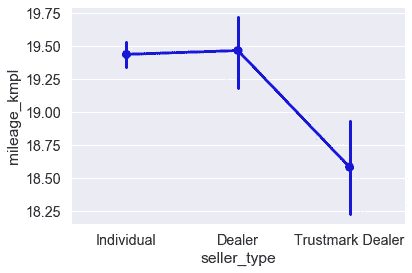 19.75
19.50
19.25
19.00
18.75
18.50
18.25
mileage_kmpl
Individual
Dealer
Trustmark Dealer
seller_type